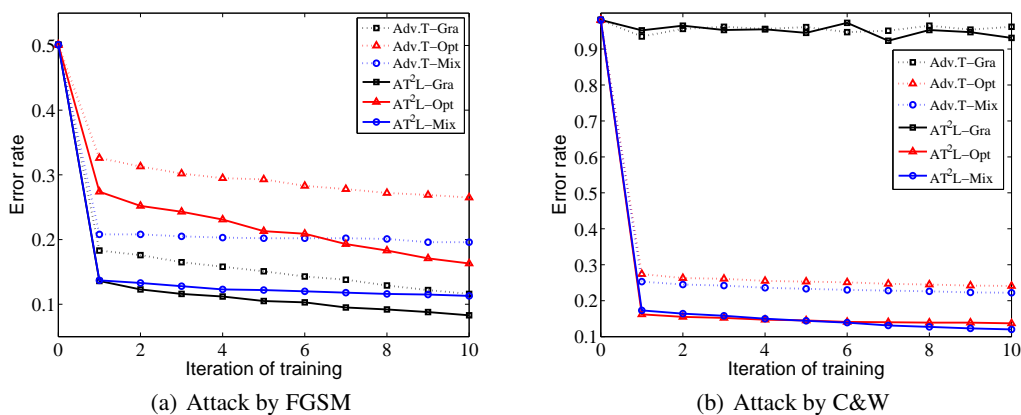 Error rate
0.5
0.4
0.3
0.2
0.1
0
2
4
6
8
10
Iteration of training
Adv.T−Gra
Adv.T−Opt
Adv.T−Mix
AT²L−Gra
AT²L−Opt
AT²L−Mix
(a) Attack by FGSM
Error rate
0.9
0.8
0.7
0.6
0.5
0.4
0.3
0.2
0.1
0
2
4
6
8
10
Iteration of training
Adv.T−Gra
Adv.T−Opt
Adv.T−Mix
AT²L−Gra
AT²L−Opt
AT²L−Mix
(b) Attack by C&W